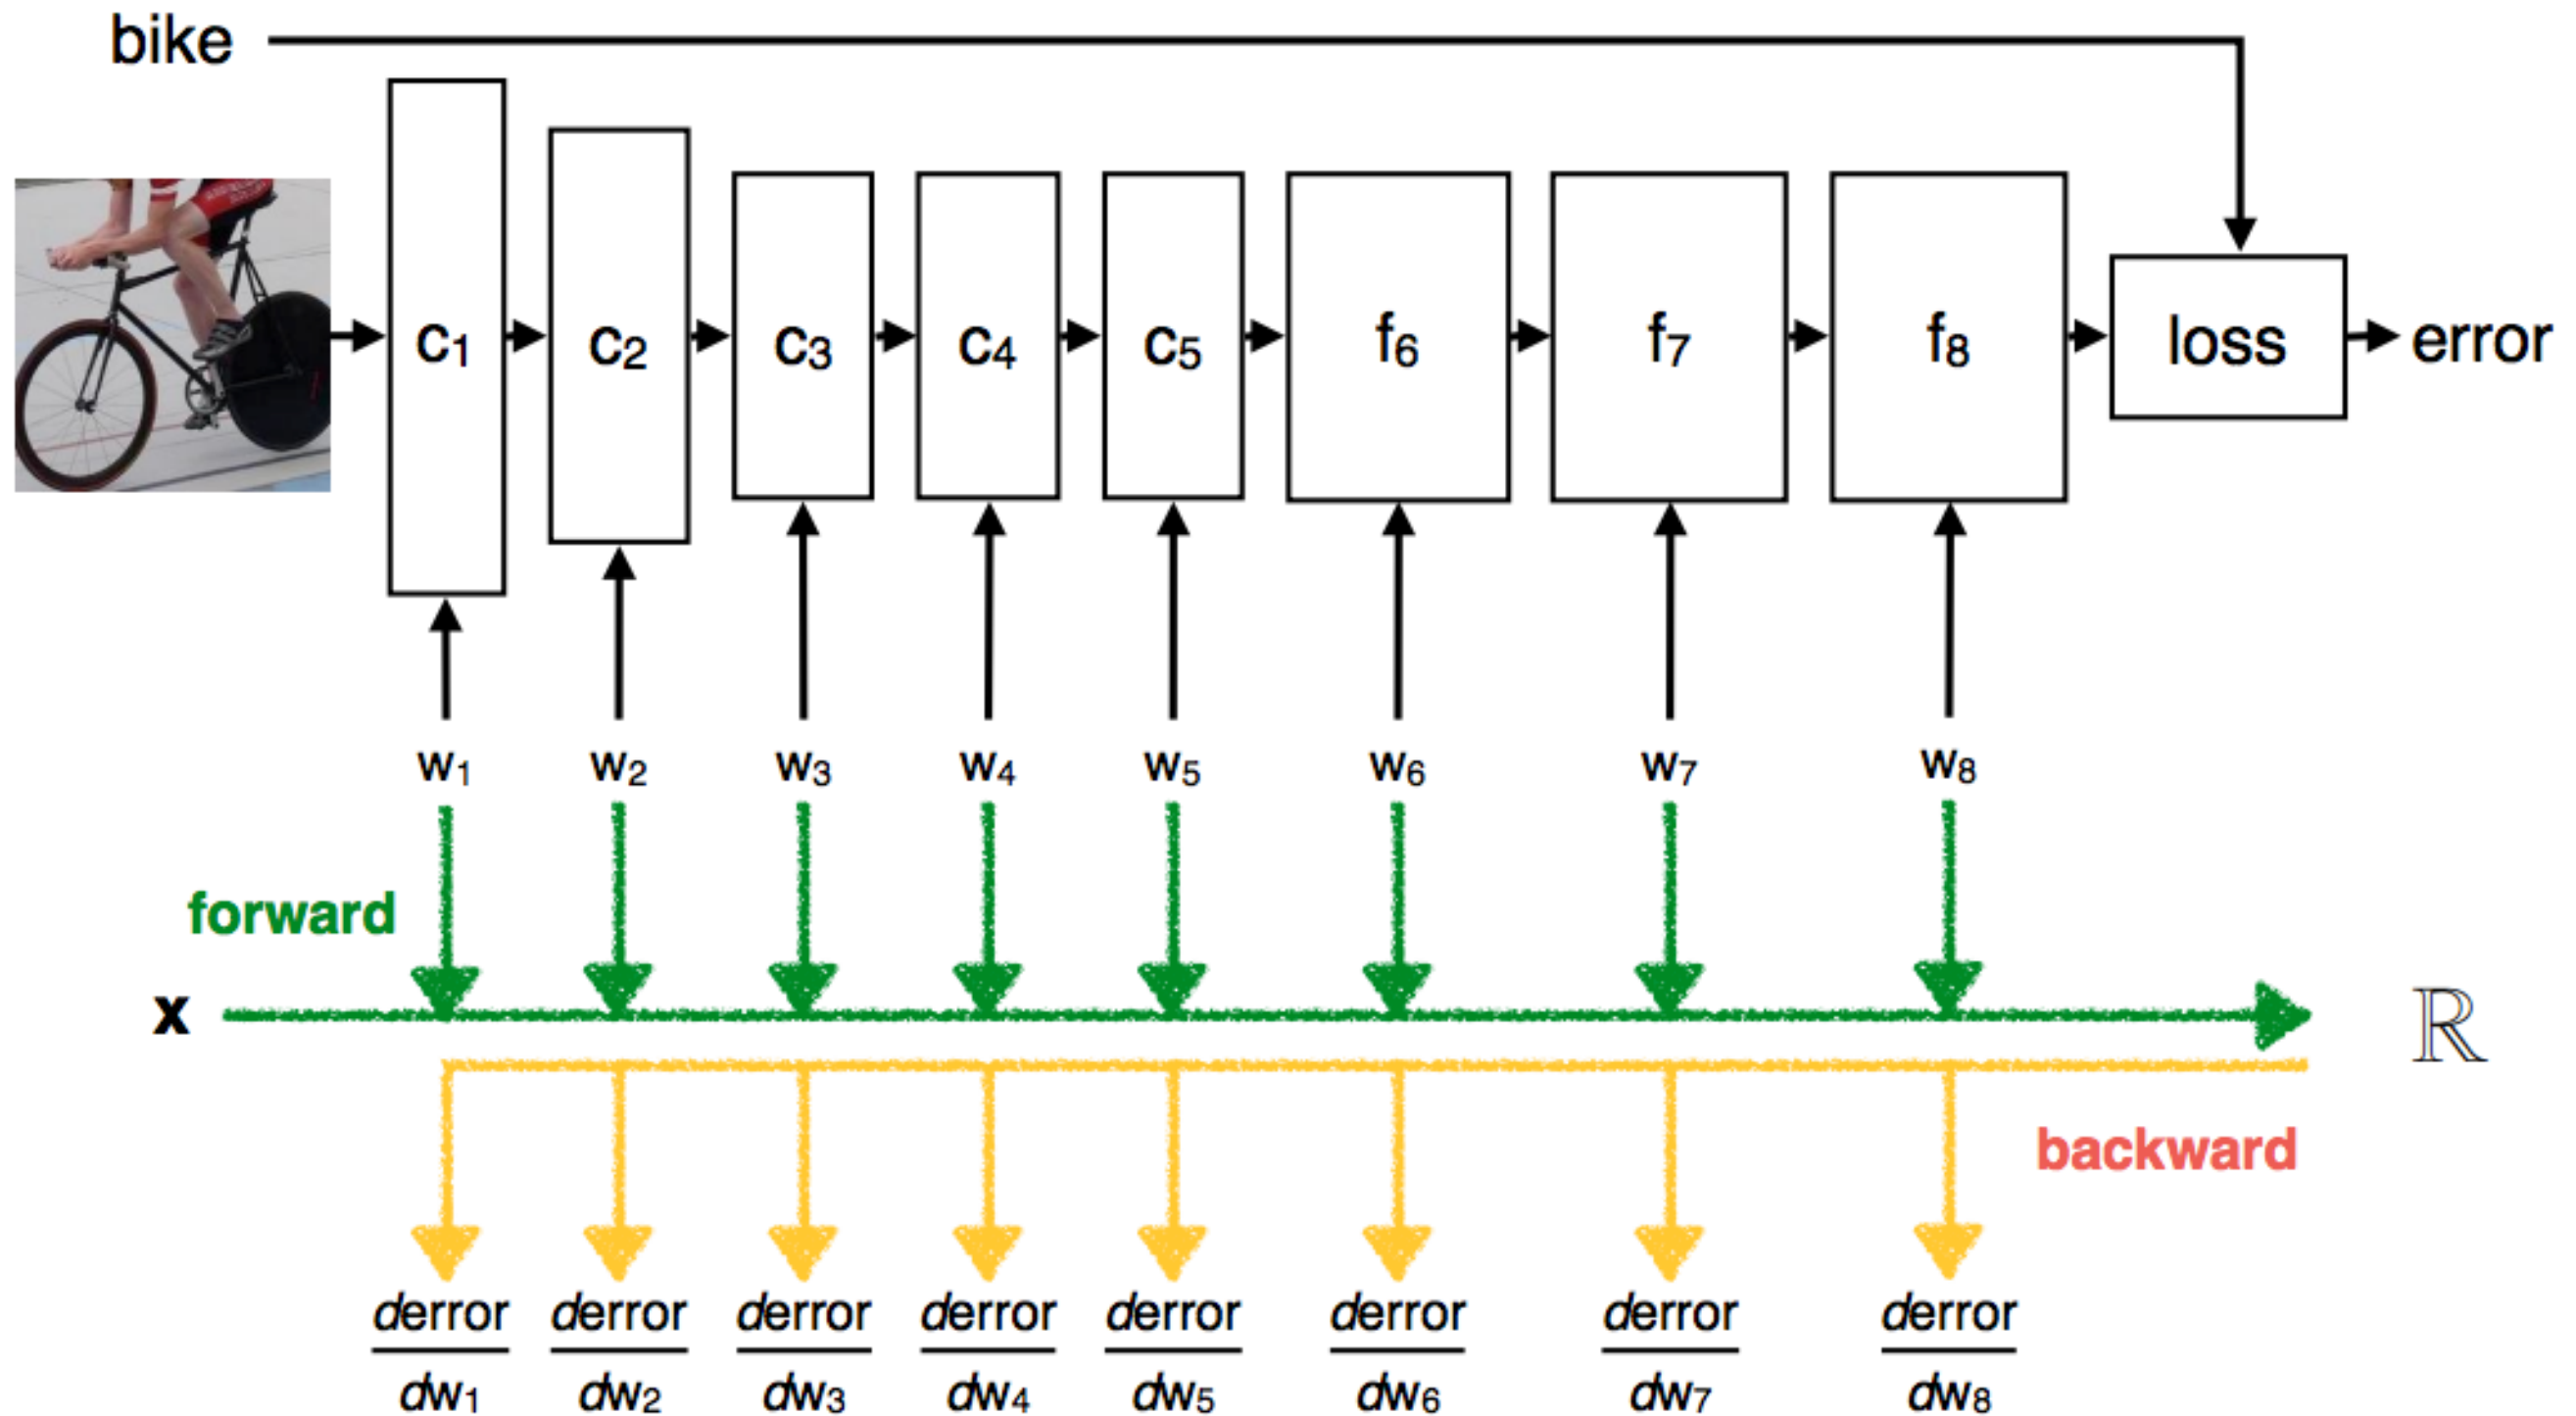 bike
c₁ c₂ c₃ c₄ c₅ f₆ f₇ f₈ loss error
w₁ w₂ w₃ w₄ w₅ w₆ w₇ w₈
forward
x ℝ
backward
derror derror derror derror derror derror derror derror
dw₁ dw₂ dw₃ dw₄ dw₅ dw₆ dw₇ dw₈